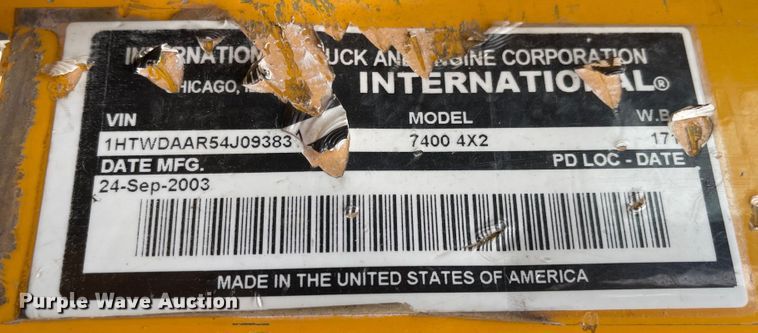 TRUCK AND ENGINE CORPORATION
CHICAGO,
INTERNATIONAL®
VIN MODEL W.B.
1HTWDAAR54J09383 7400 4X2 17
DATE MFG. PD LOC - DATE
24-Sep-2003
MADE IN THE UNITED STATES OF AMERICA
Purple Wave Auction